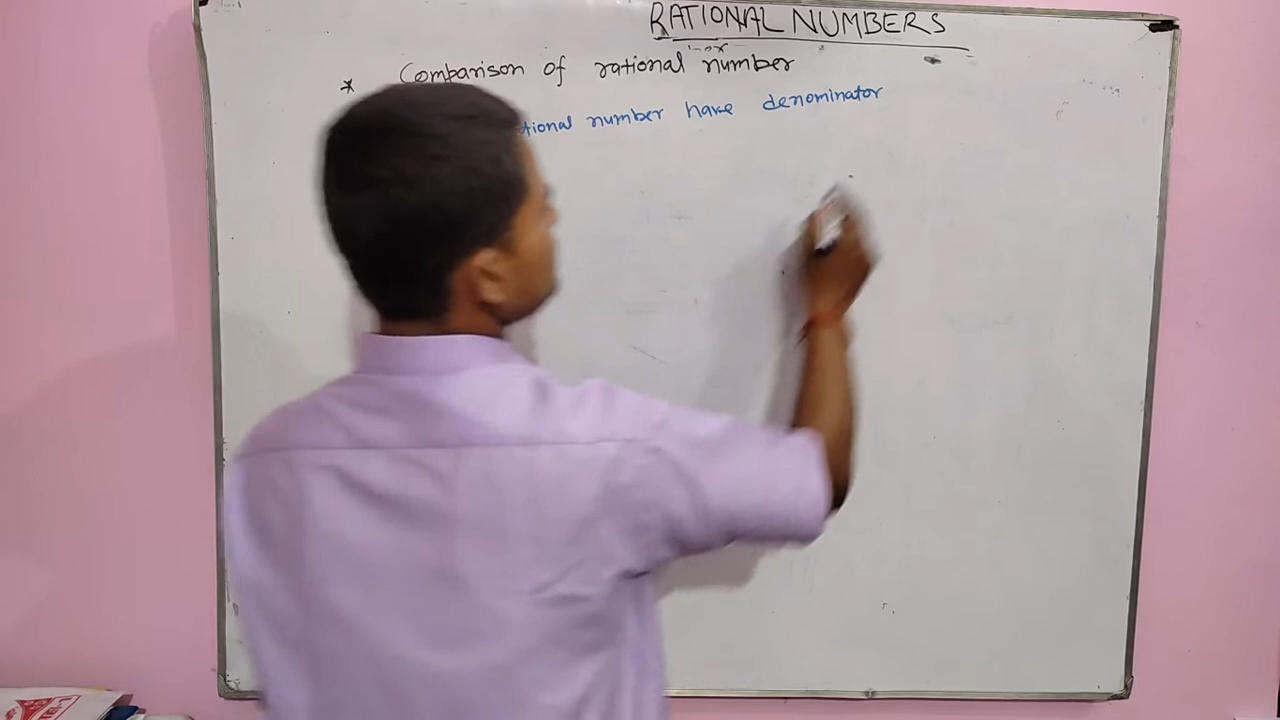 RATIONAL NUMBERS
* Comparison of rational number
tional number have denominator